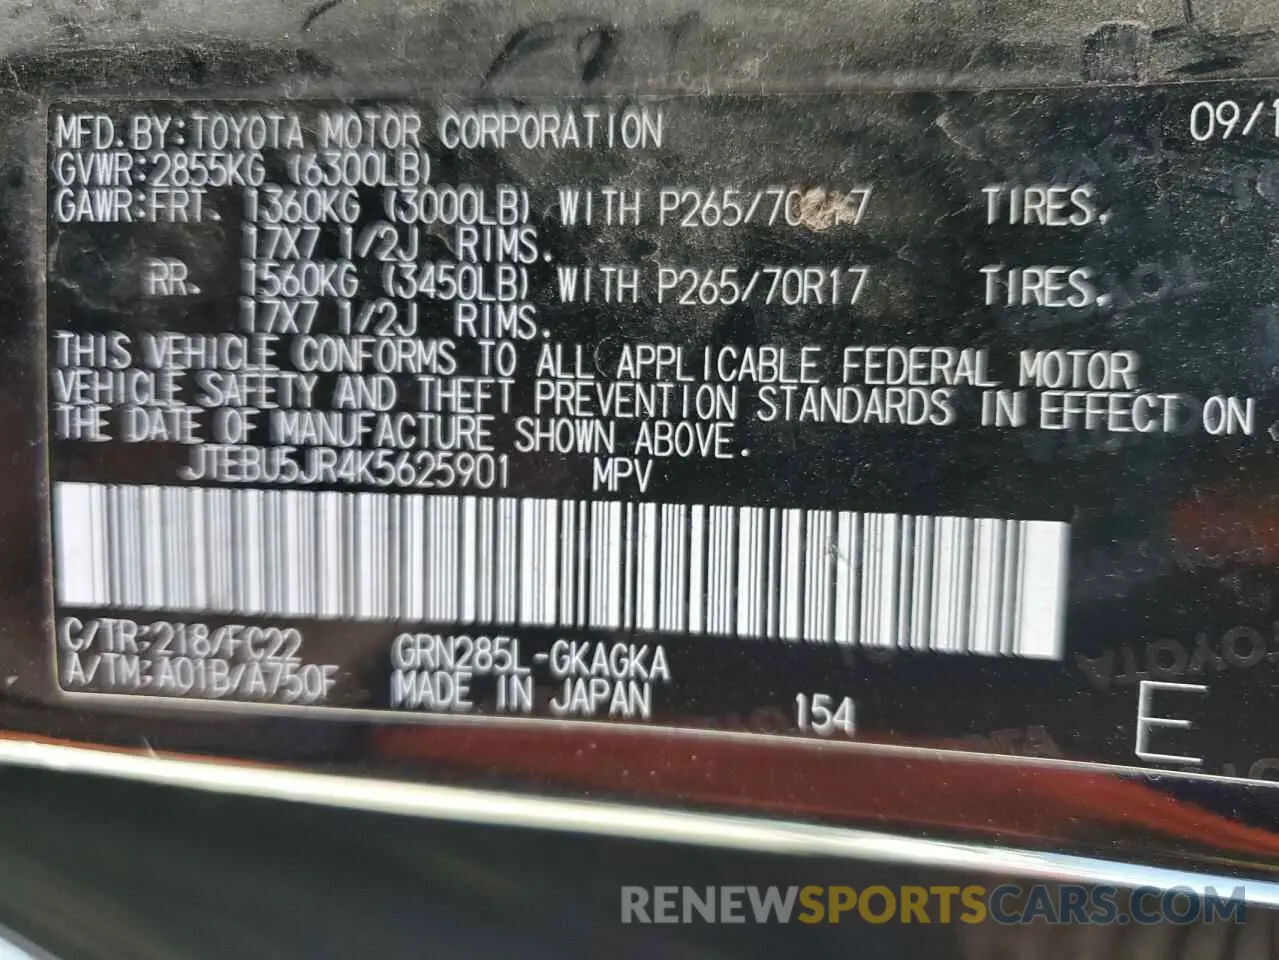 MFD.BY:TOYOTA MOTOR CORPORATION 09/1
GVWR:2855KG (6300LB)
GAWR:FRT. 1360KG (3000LB) WITH P265/70R17 TIRES.
17X7 1/2J RIMS.
RR. 1560KG (3450LB) WITH P265/70R17 TIRES.
17X7 1/2J RIMS.
THIS VEHICLE CONFORMS TO ALL APPLICABLE FEDERAL MOTOR
VEHICLE SAFETY AND THEFT PREVENTION STANDARDS IN EFFECT ON
THE DATE OF MANUFACTURE SHOWN ABOVE.
JTEBU5JR4K5625901 MPV
C/TR:218/FC22 GRN285L-GKAGKA
A/TM:A01B/A750F MADE IN JAPAN 154
E
TOYOTA
RENEWSPORTSCARS.COM